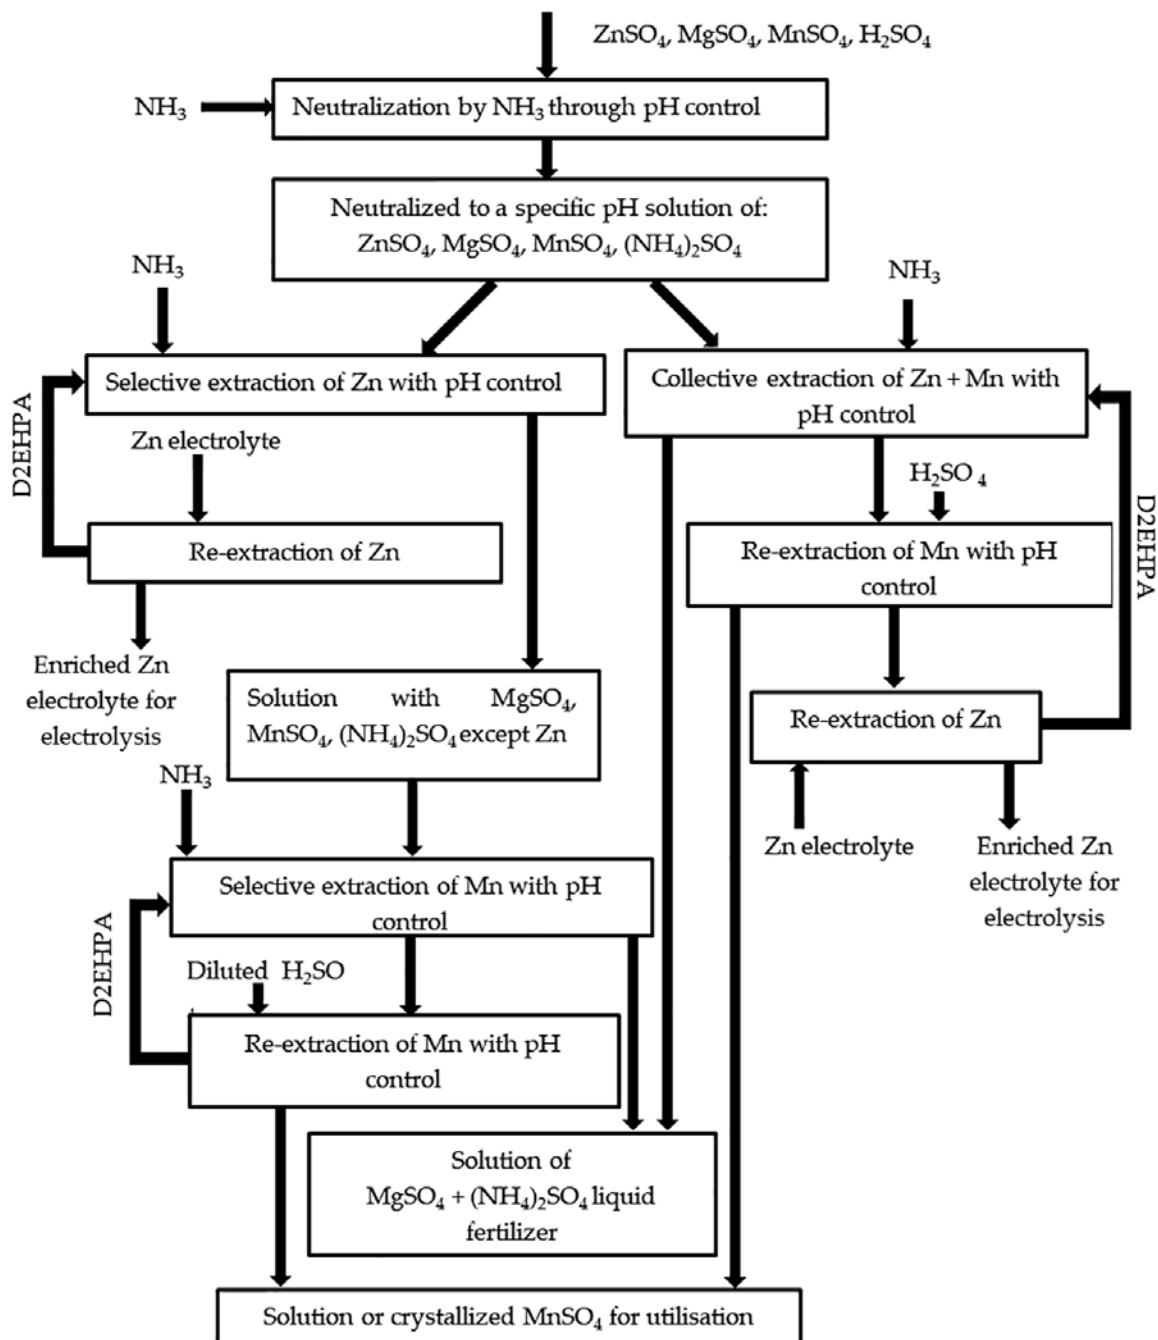 ZnSO₄, MgSO₄, MnSO₄, H₂SO₄
NH₃
Neutralization by NH₃ through pH control
Neutralized to a specific pH solution of:
ZnSO₄, MgSO₄, MnSO₄, (NH₄)₂SO₄
NH₃
NH₃
Selective extraction of Zn with pH control
Collective extraction of Zn + Mn with
pH control
D2EHPA
Zn electrolyte
H₂SO ₄
D2EHPA
Re-extraction of Zn
Re-extraction of Mn with pH
control
Enriched Zn
electrolyte for
electrolysis
Solution with MgSO₄,
MnSO₄, (NH₄)₂SO₄ except Zn
Re-extraction of Zn
NH₃
Zn electrolyte
Enriched Zn
electrolyte for
electrolysis
Selective extraction of Mn with pH
control
D2EHPA
Diluted H₂SO
Re-extraction of Mn with pH
control
Solution of
MgSO₄ + (NH₄)₂SO₄ liquid
fertilizer
Solution or crystallized MnSO₄ for utilisation